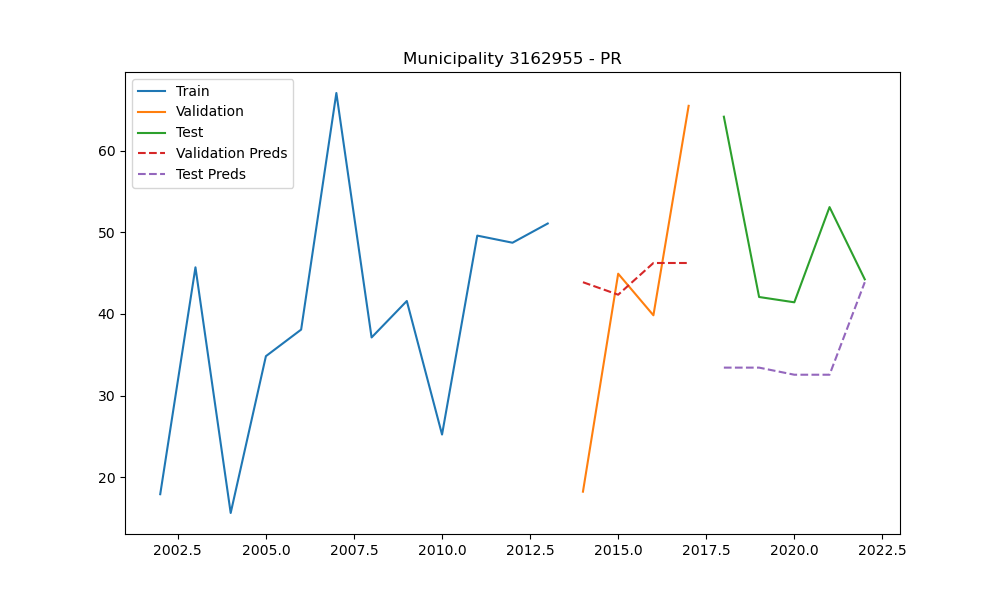 Municipality 3162955 - PR
Train
Validation
Test
Validation Preds
Test Preds
60
50
40
30
20
2002.5 2005.0 2007.5 2010.0 2012.5 2015.0 2017.5 2020.0 2022.5